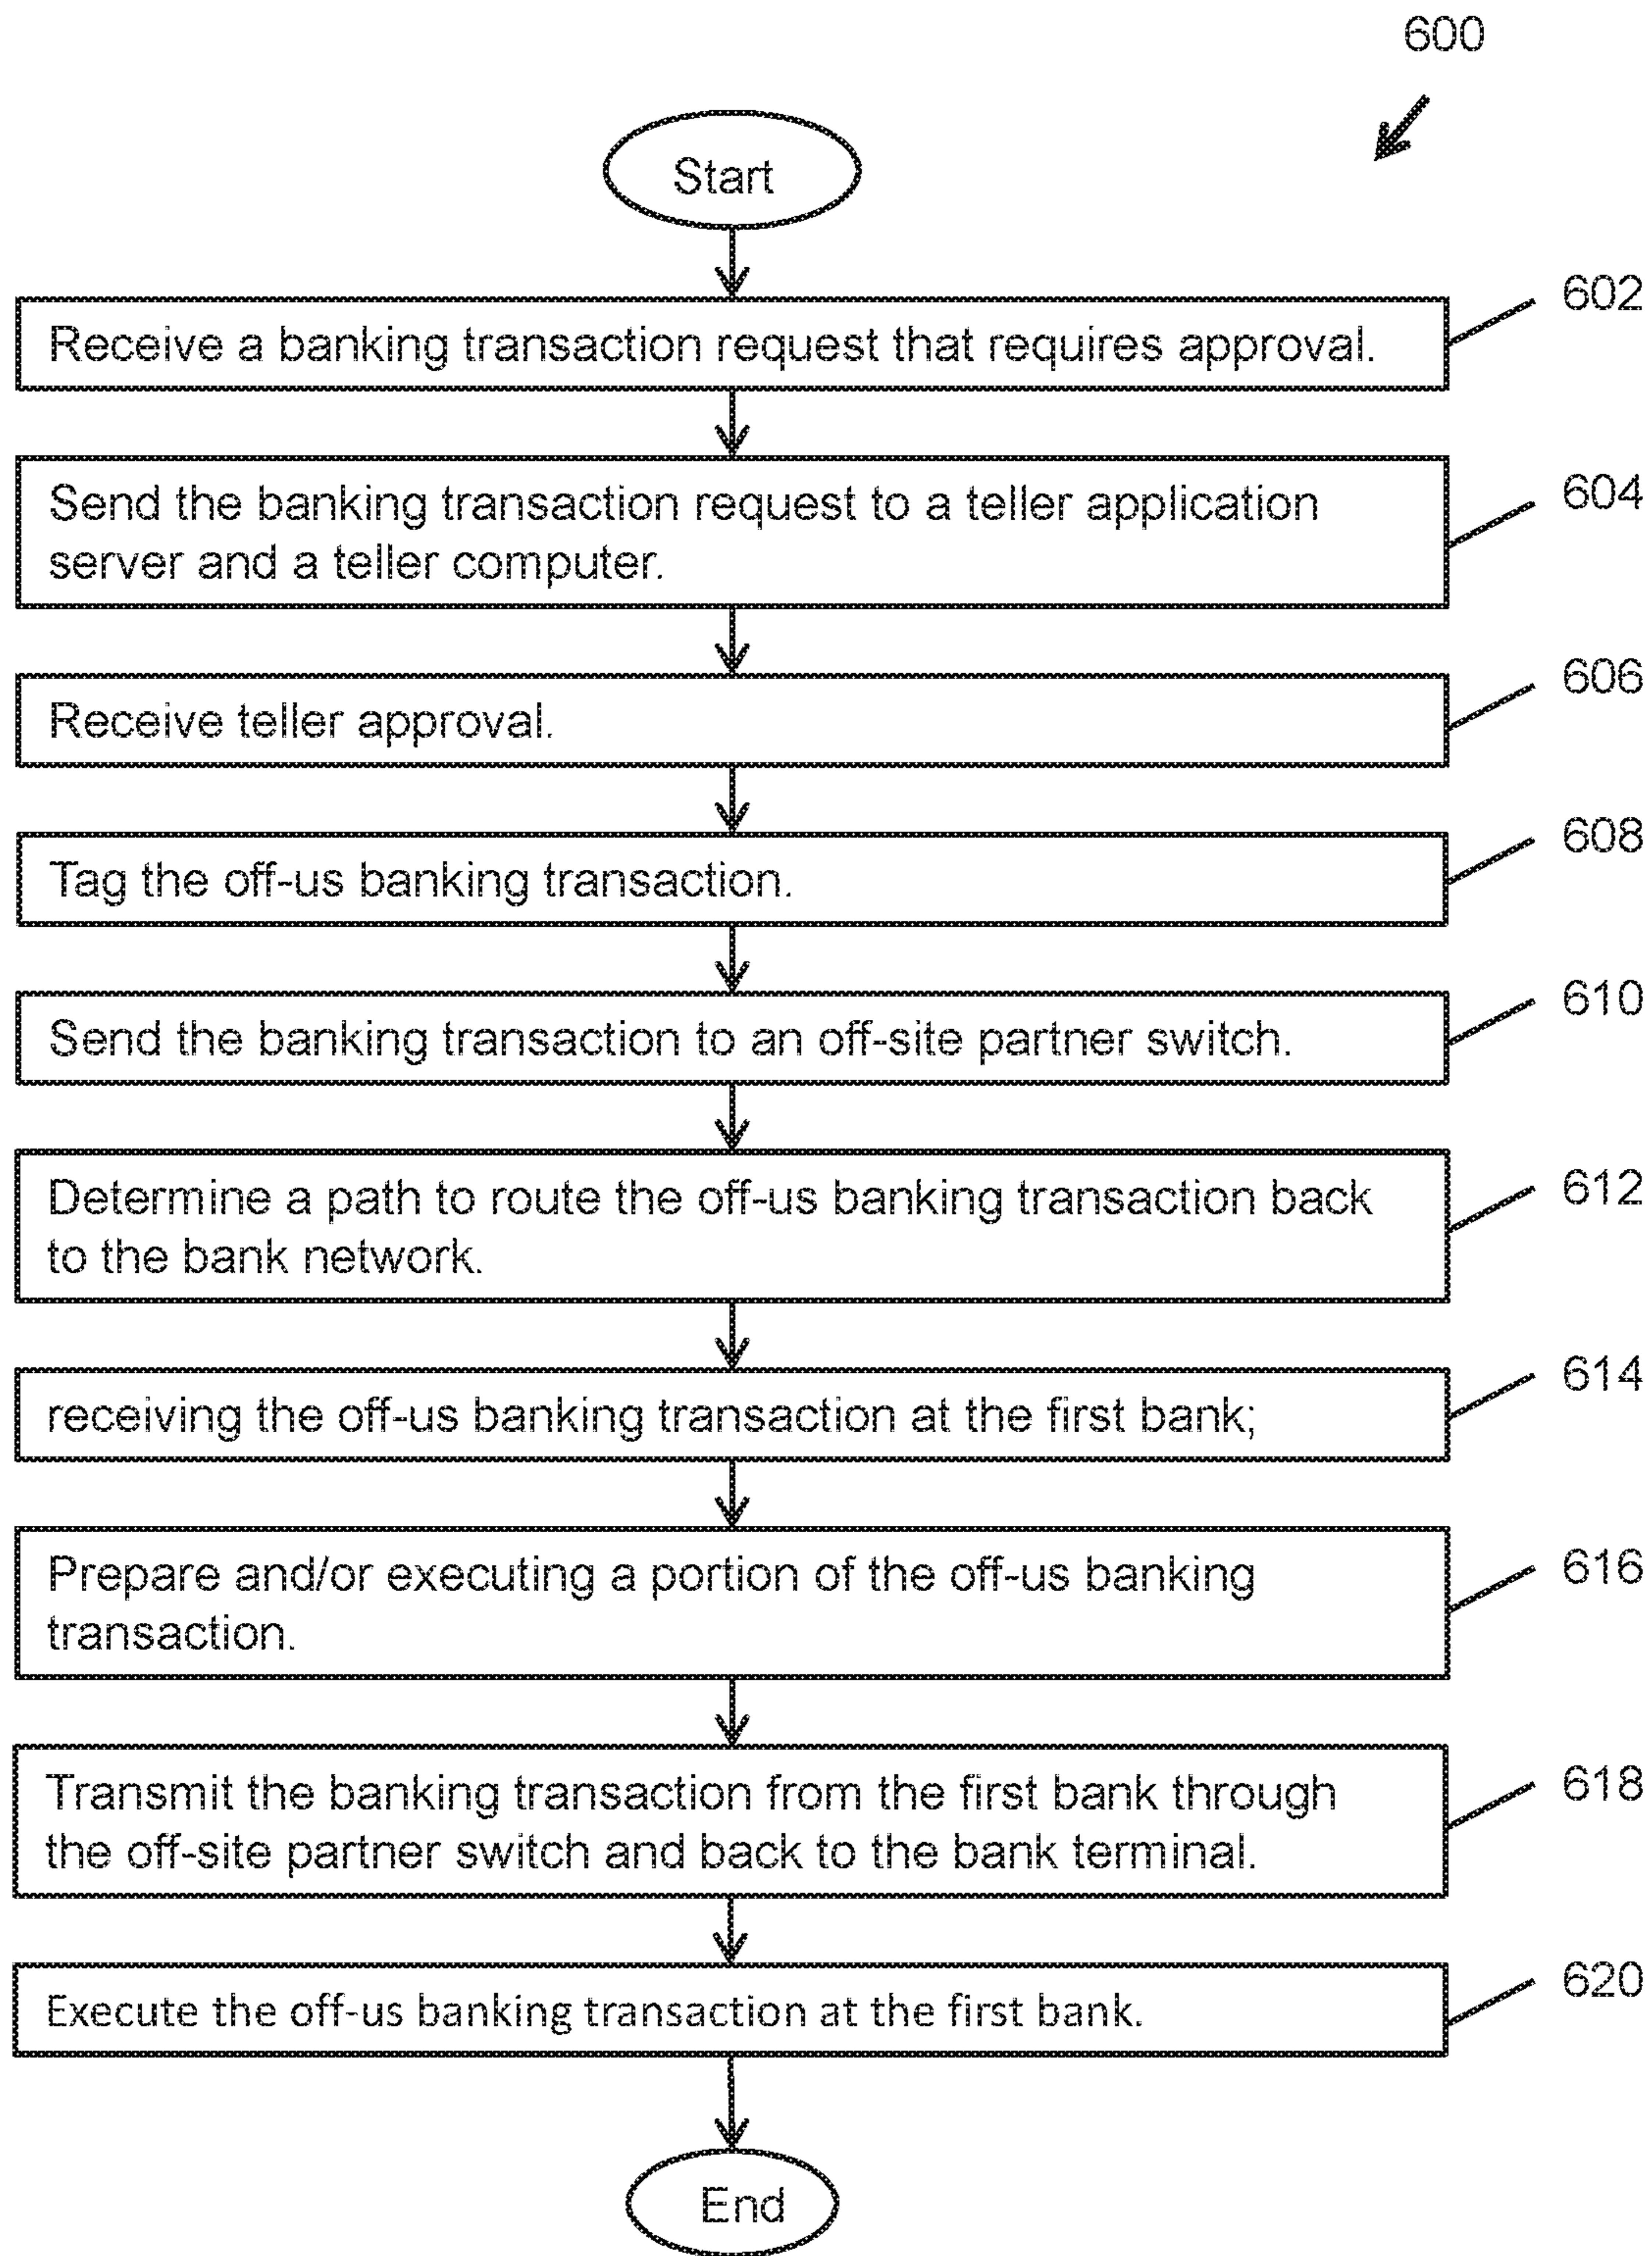 600
Start
602
Receive a banking transaction request that requires approval.
604
Send the banking transaction request to a teller application
server and a teller computer.
606
Receive teller approval.
608
Tag the off-us banking transaction.
610
Send the banking transaction to an off-site partner switch.
612
Determine a path to route the off-us banking transaction back
to the bank network.
614
receiving the off-us banking transaction at the first bank;
616
Prepare and/or executing a portion of the off-us banking
transaction.
618
Transmit the banking transaction from the first bank through
the off-site partner switch and back to the bank terminal.
620
Execute the off-us banking transaction at the first bank.
End